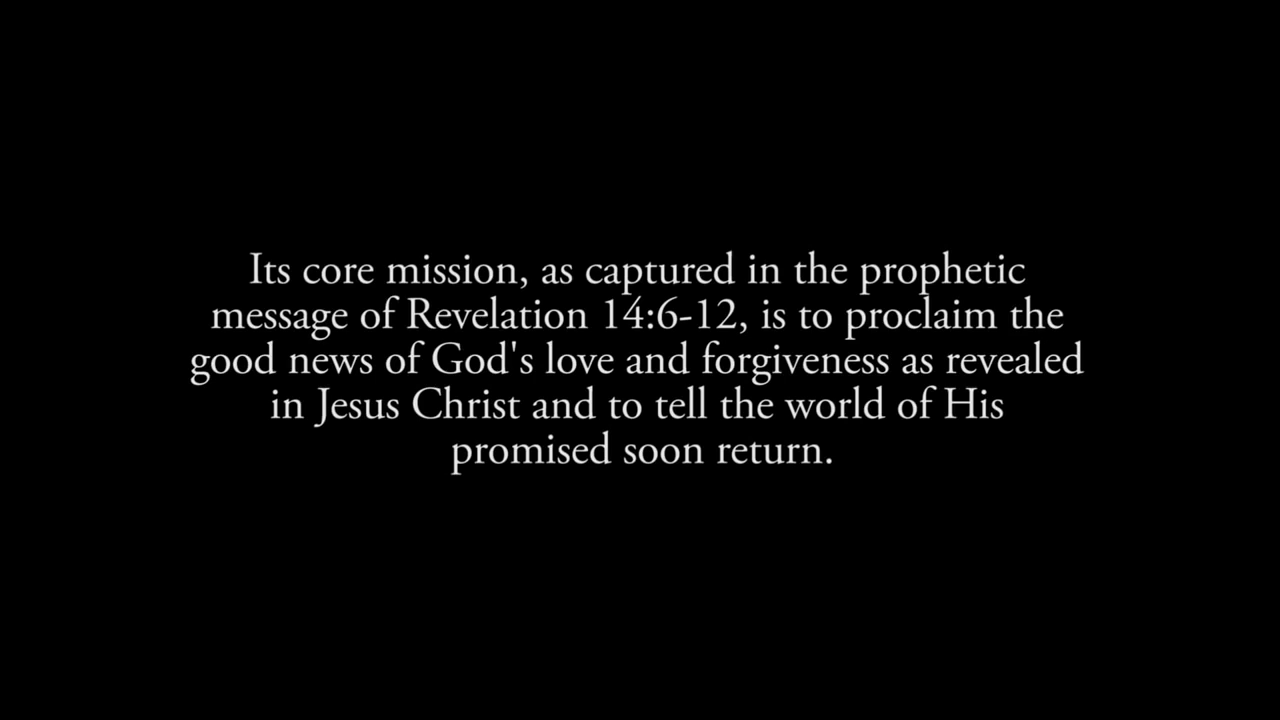 Its core mission, as captured in the prophetic
message of Revelation 14:6-12, is to proclaim the
good news of God's love and forgiveness as revealed
in Jesus Christ and to tell the world of His
promised soon return.